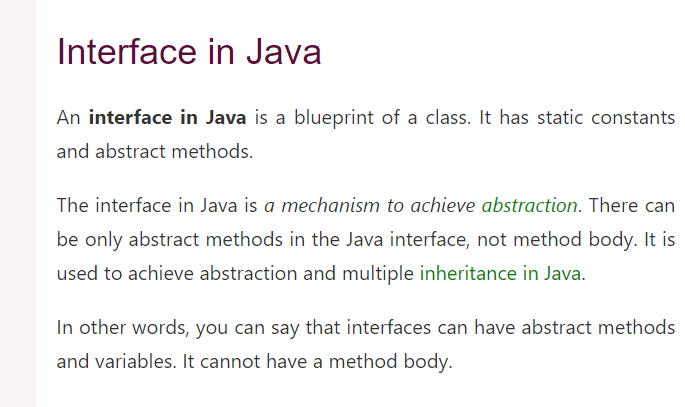 Interface in Java
An interface in Java is a blueprint of a class. It has static constants
and abstract methods.
The interface in Java is a mechanism to achieve abstraction. There can
be only abstract methods in the Java interface, not method body. It is
used to achieve abstraction and multiple inheritance in Java.
In other words, you can say that interfaces can have abstract methods
and variables. It cannot have a method body.